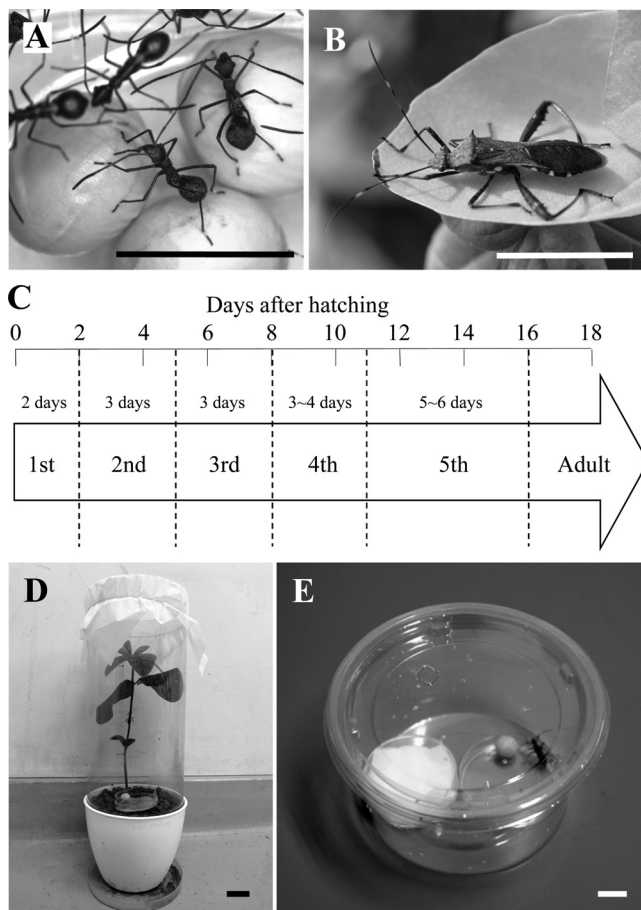 A
B
C
Days after hatching
0 2 4 6 8 10 12 14 16 18
2 days 3 days 3 days 3~4 days 5~6 days
1st 2nd 3rd 4th 5th Adult
D
E